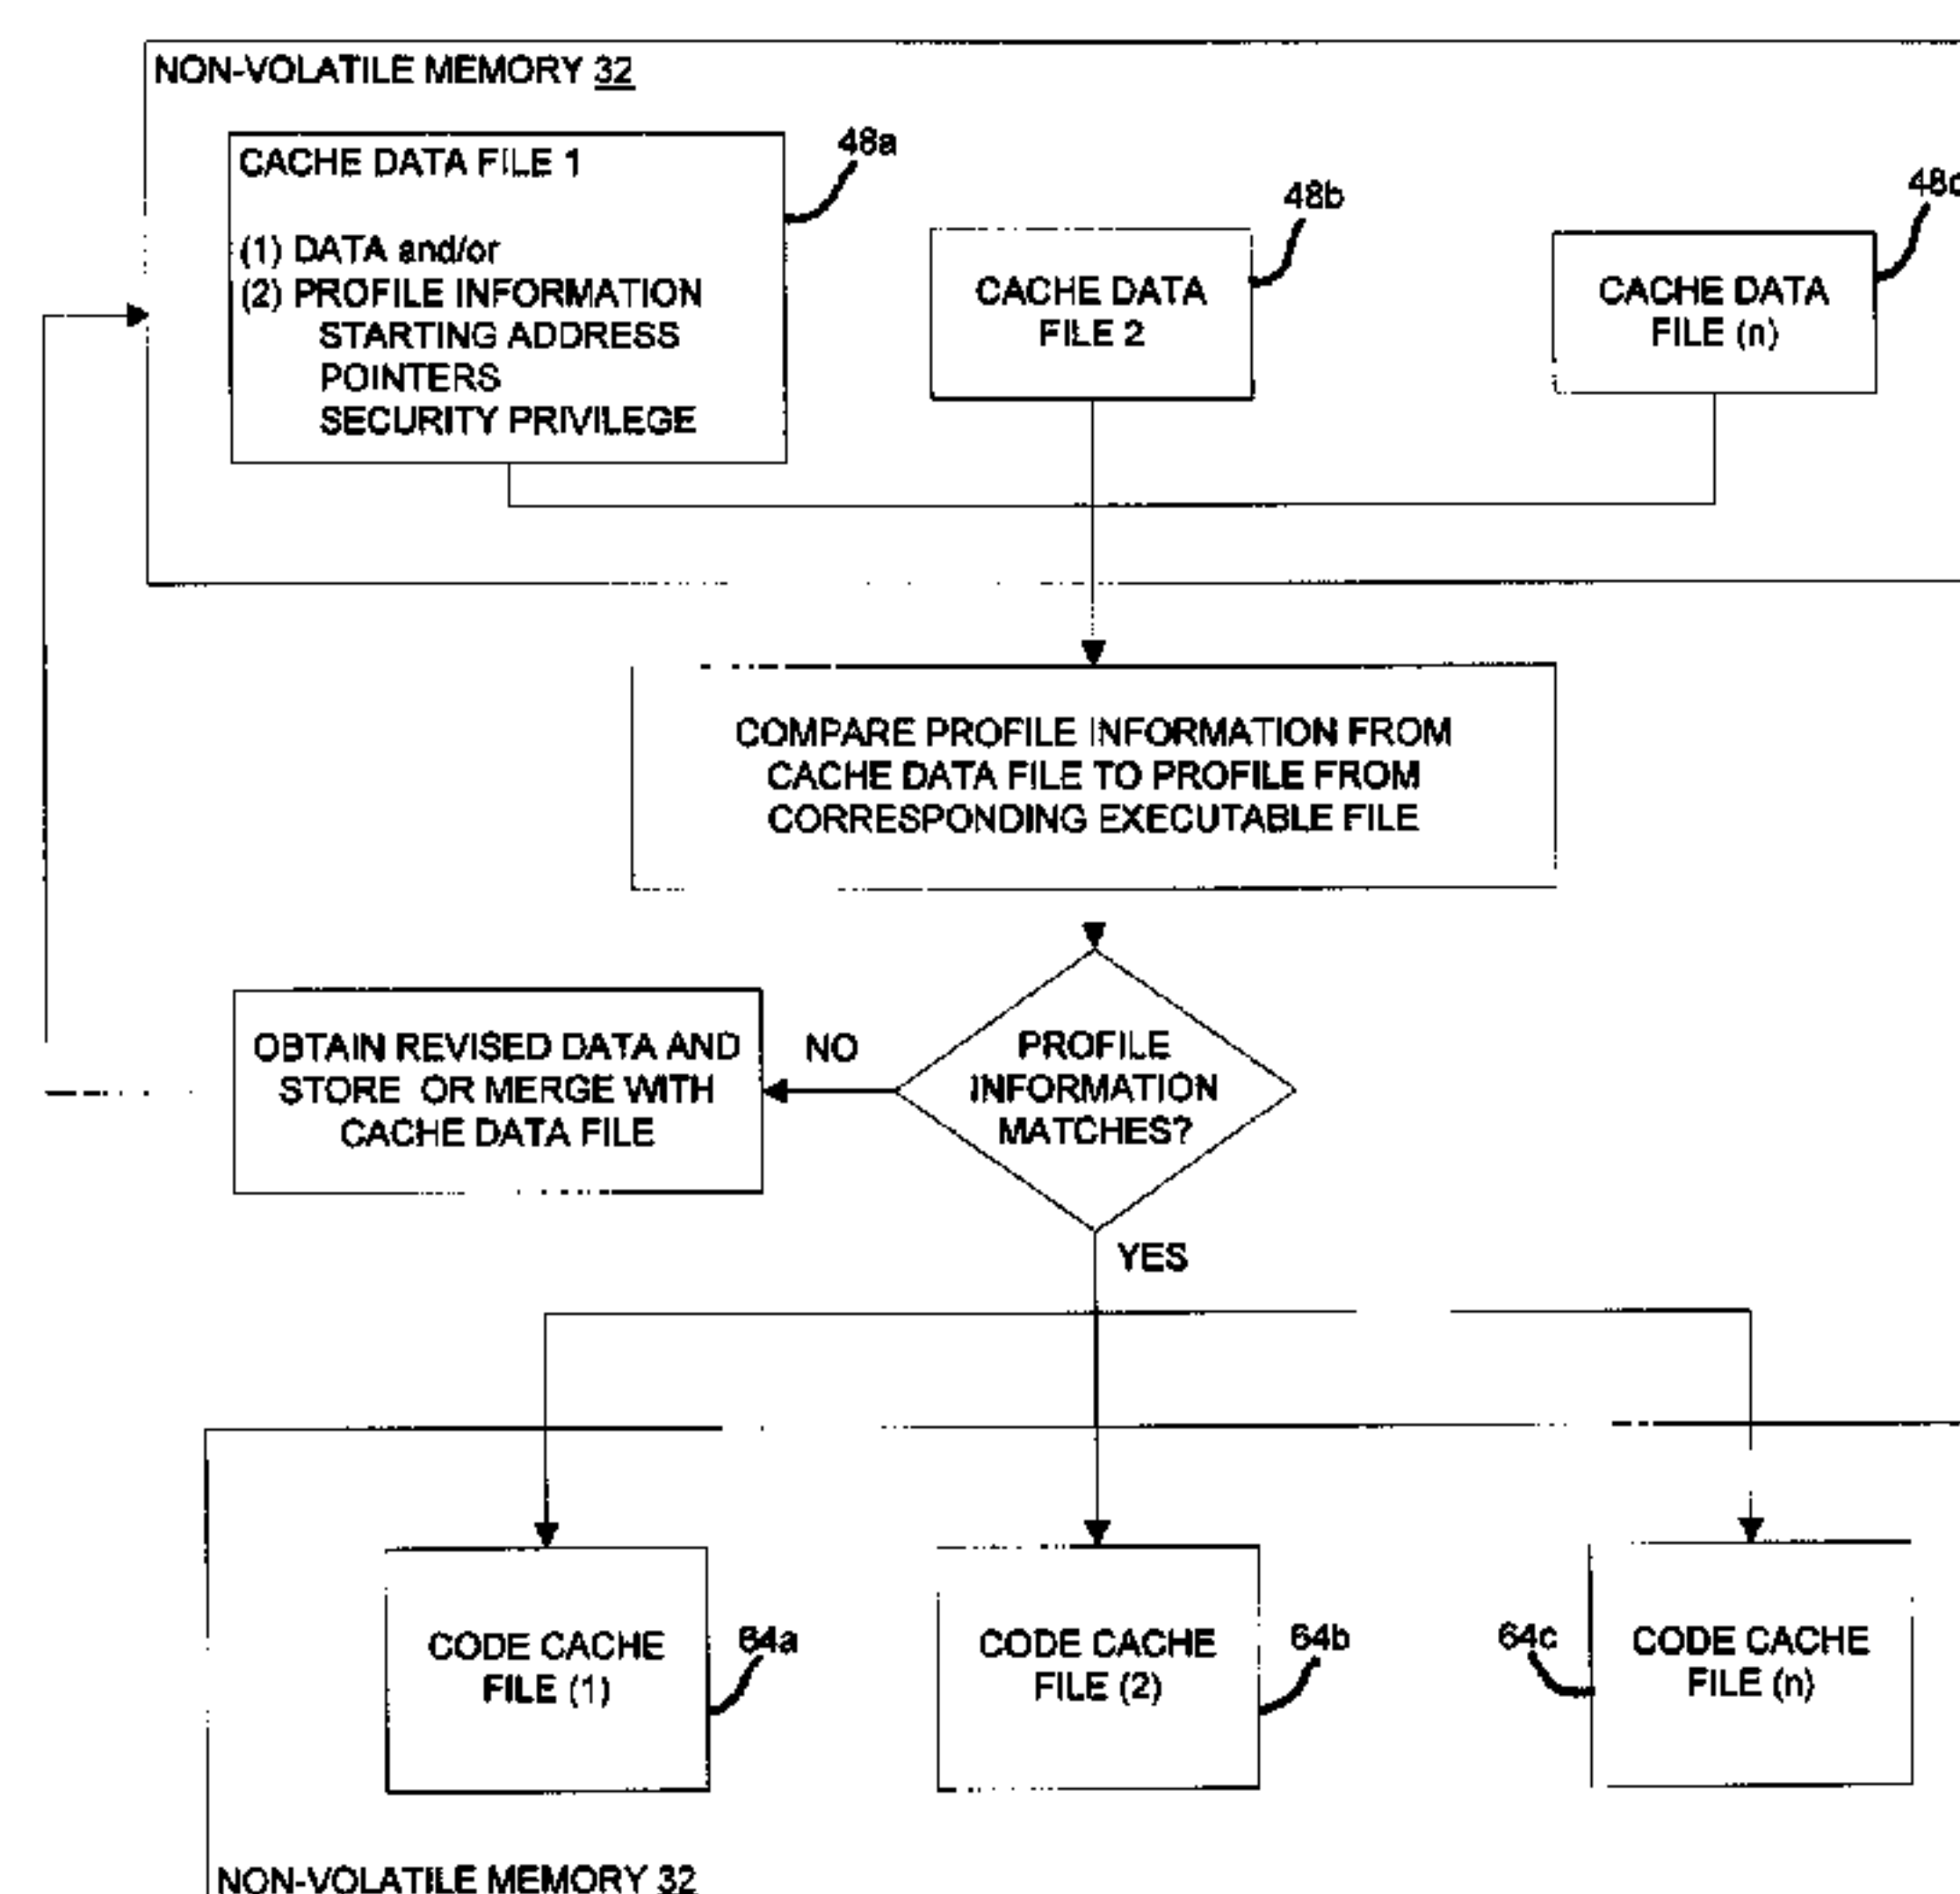 NON-VOLATILE MEMORY 32
CACHE DATA FILE 1
48a
(1) DATA and/or
(2) PROFILE INFORMATION
STARTING ADDRESS
POINTERS
SECURITY PRIVILEGE
48b
CACHE DATA
FILE 2
CACHE DATA
FILE (n)
COMPARE PROFILE INFORMATION FROM
CACHE DATA FILE TO PROFILE FROM
CORRESPONDING EXECUTABLE FILE
OBTAIN REVISED DATA AND
STORE OR MERGE WITH
CACHE DATA FILE
NO
PROFILE
INFORMATION
MATCHES?
YES
CODE CACHE
FILE (1)
64a
CODE CACHE
FILE (2)
64b
64c
CODE CACHE
FILE (n)
NON-VOLATILE MEMORY 32